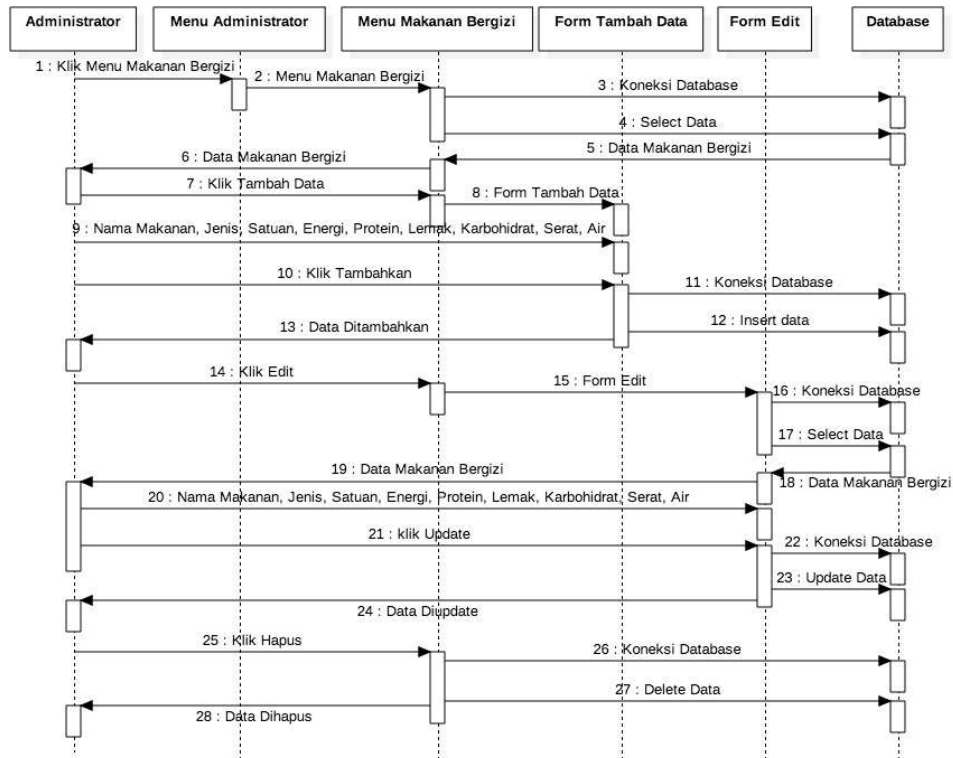 Administrator
Menu Administrator
Menu Makanan Bergizi
Form Tambah Data
Form Edit
Database
1 : Klik Menu Makanan Bergizi
2 : Menu Makanan Bergizi
3 : Koneksi Database
4 : Select Data
5 : Data Makanan Bergizi
6 : Data Makanan Bergizi
7 : Klik Tambah Data
8 : Form Tambah Data
9 : Nama Makanan, Jenis, Satuan, Energi, Protein, Lemak, Karbohidrat, Serat, Air
10 : Klik Tambahkan
11 : Koneksi Database
12 : Insert data
13 : Data Ditambahkan
14 : Klik Edit
15 : Form Edit
16 : Koneksi Database
17 : Select Data
18 : Data Makanan Bergizi
19 : Data Makanan Bergizi
20 : Nama Makanan, Jenis, Satuan, Energi, Protein, Lemak, Karbohidrat, Serat, Air
21 : klik Update
22 : Koneksi Database
23 : Update Data
24 : Data Diupdate
25 : Klik Hapus
26 : Koneksi Database
27 : Delete Data
28 : Data Dihapus